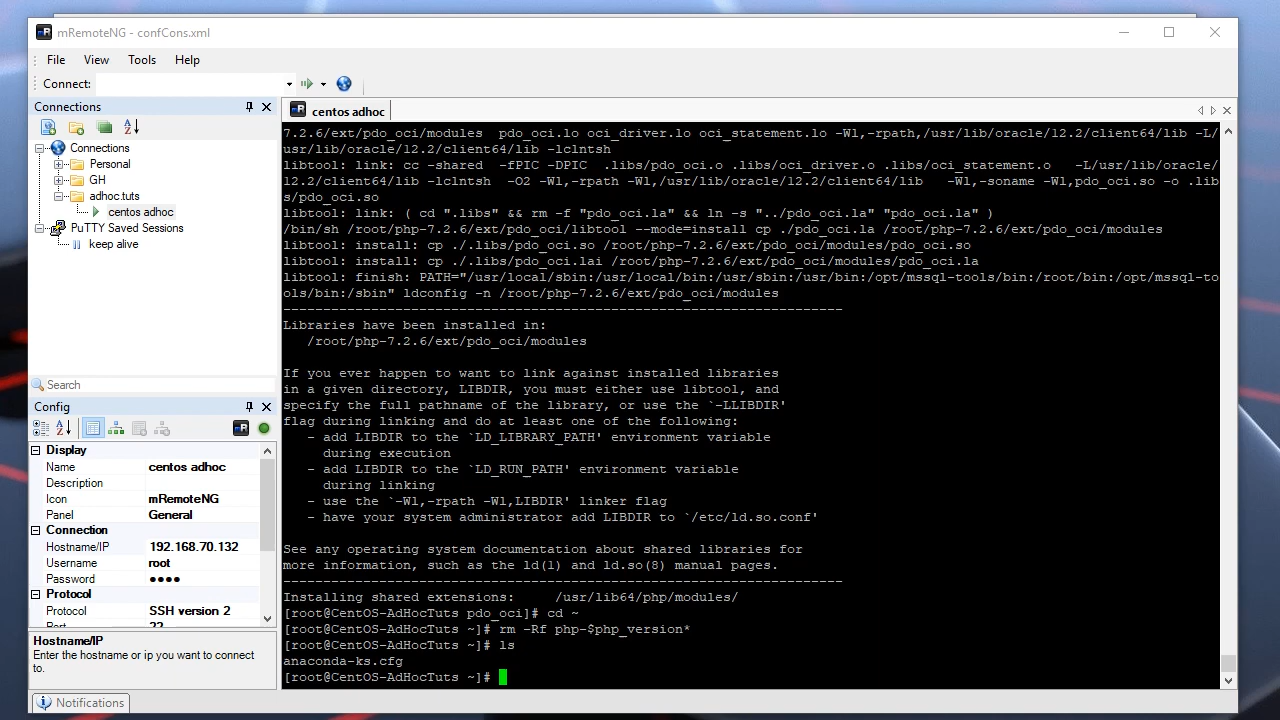 mRemoteNG - confCons.xml
File View Tools Help
Connect:
Connections
Connections
Personal
GH
adhoc.tuts
centos adhoc
PuTTY Saved Sessions
keep alive
Search
Config
Display
Name centos adhoc
Description
Icon mRemoteNG
Panel General
Connection
Hostname/IP 192.168.70.132
Username root
Password ●●●●
Protocol
Protocol SSH version 2
22
Hostname/IP
Enter the hostname or ip you want to connect
to.
Notifications
centos adhoc
7.2.6/ext/pdo_oci/modules  pdo_oci.lo oci_driver.lo oci_statement.lo -Wl,-rpath,/usr/lib/oracle/12.2/client64/lib -L/
usr/lib/oracle/12.2/client64/lib -lclntsh
libtool: link: cc -shared  -fPIC -DPIC  .libs/pdo_oci.o .libs/oci_driver.o .libs/oci_statement.o   -L/usr/lib/oracle/
12.2/client64/lib -lclntsh  -O2 -Wl,-rpath -Wl,/usr/lib/oracle/12.2/client64/lib   -Wl,-soname -Wl,pdo_oci.so -o .lib
s/pdo_oci.so
libtool: link: ( cd ".libs" && rm -f "pdo_oci.la" && ln -s "../pdo_oci.la" "pdo_oci.la" )
/bin/sh /root/php-7.2.6/ext/pdo_oci/libtool --mode=install cp ./pdo_oci.la /root/php-7.2.6/ext/pdo_oci/modules
libtool: install: cp ./.libs/pdo_oci.so /root/php-7.2.6/ext/pdo_oci/modules/pdo_oci.so
libtool: install: cp ./.libs/pdo_oci.lai /root/php-7.2.6/ext/pdo_oci/modules/pdo_oci.la
libtool: finish: PATH="/usr/local/sbin:/usr/local/bin:/usr/sbin:/usr/bin:/opt/mssql-tools/bin:/root/bin:/opt/mssql-to
ols/bin:/sbin" ldconfig -n /root/php-7.2.6/ext/pdo_oci/modules
----------------------------------------------------------------------
Libraries have been installed in:
   /root/php-7.2.6/ext/pdo_oci/modules
If you ever happen to want to link against installed libraries
in a given directory, LIBDIR, you must either use libtool, and
specify the full pathname of the library, or use the `-LLIBDIR'
flag during linking and do at least one of the following:
   - add LIBDIR to the `LD_LIBRARY_PATH' environment variable
     during execution
   - add LIBDIR to the `LD_RUN_PATH' environment variable
     during linking
   - use the `-Wl,-rpath -Wl,LIBDIR' linker flag
   - have your system administrator add LIBDIR to `/etc/ld.so.conf'
See any operating system documentation about shared libraries for
more information, such as the ld(1) and ld.so(8) manual pages.
----------------------------------------------------------------------
Installing shared extensions:     /usr/lib64/php/modules/
[root@CentOS-AdHocTuts pdo_oci]# cd ~
[root@CentOS-AdHocTuts ~]# rm -Rf php-$php_version*
[root@CentOS-AdHocTuts ~]# ls
anaconda-ks.cfg
[root@CentOS-AdHocTuts ~]#